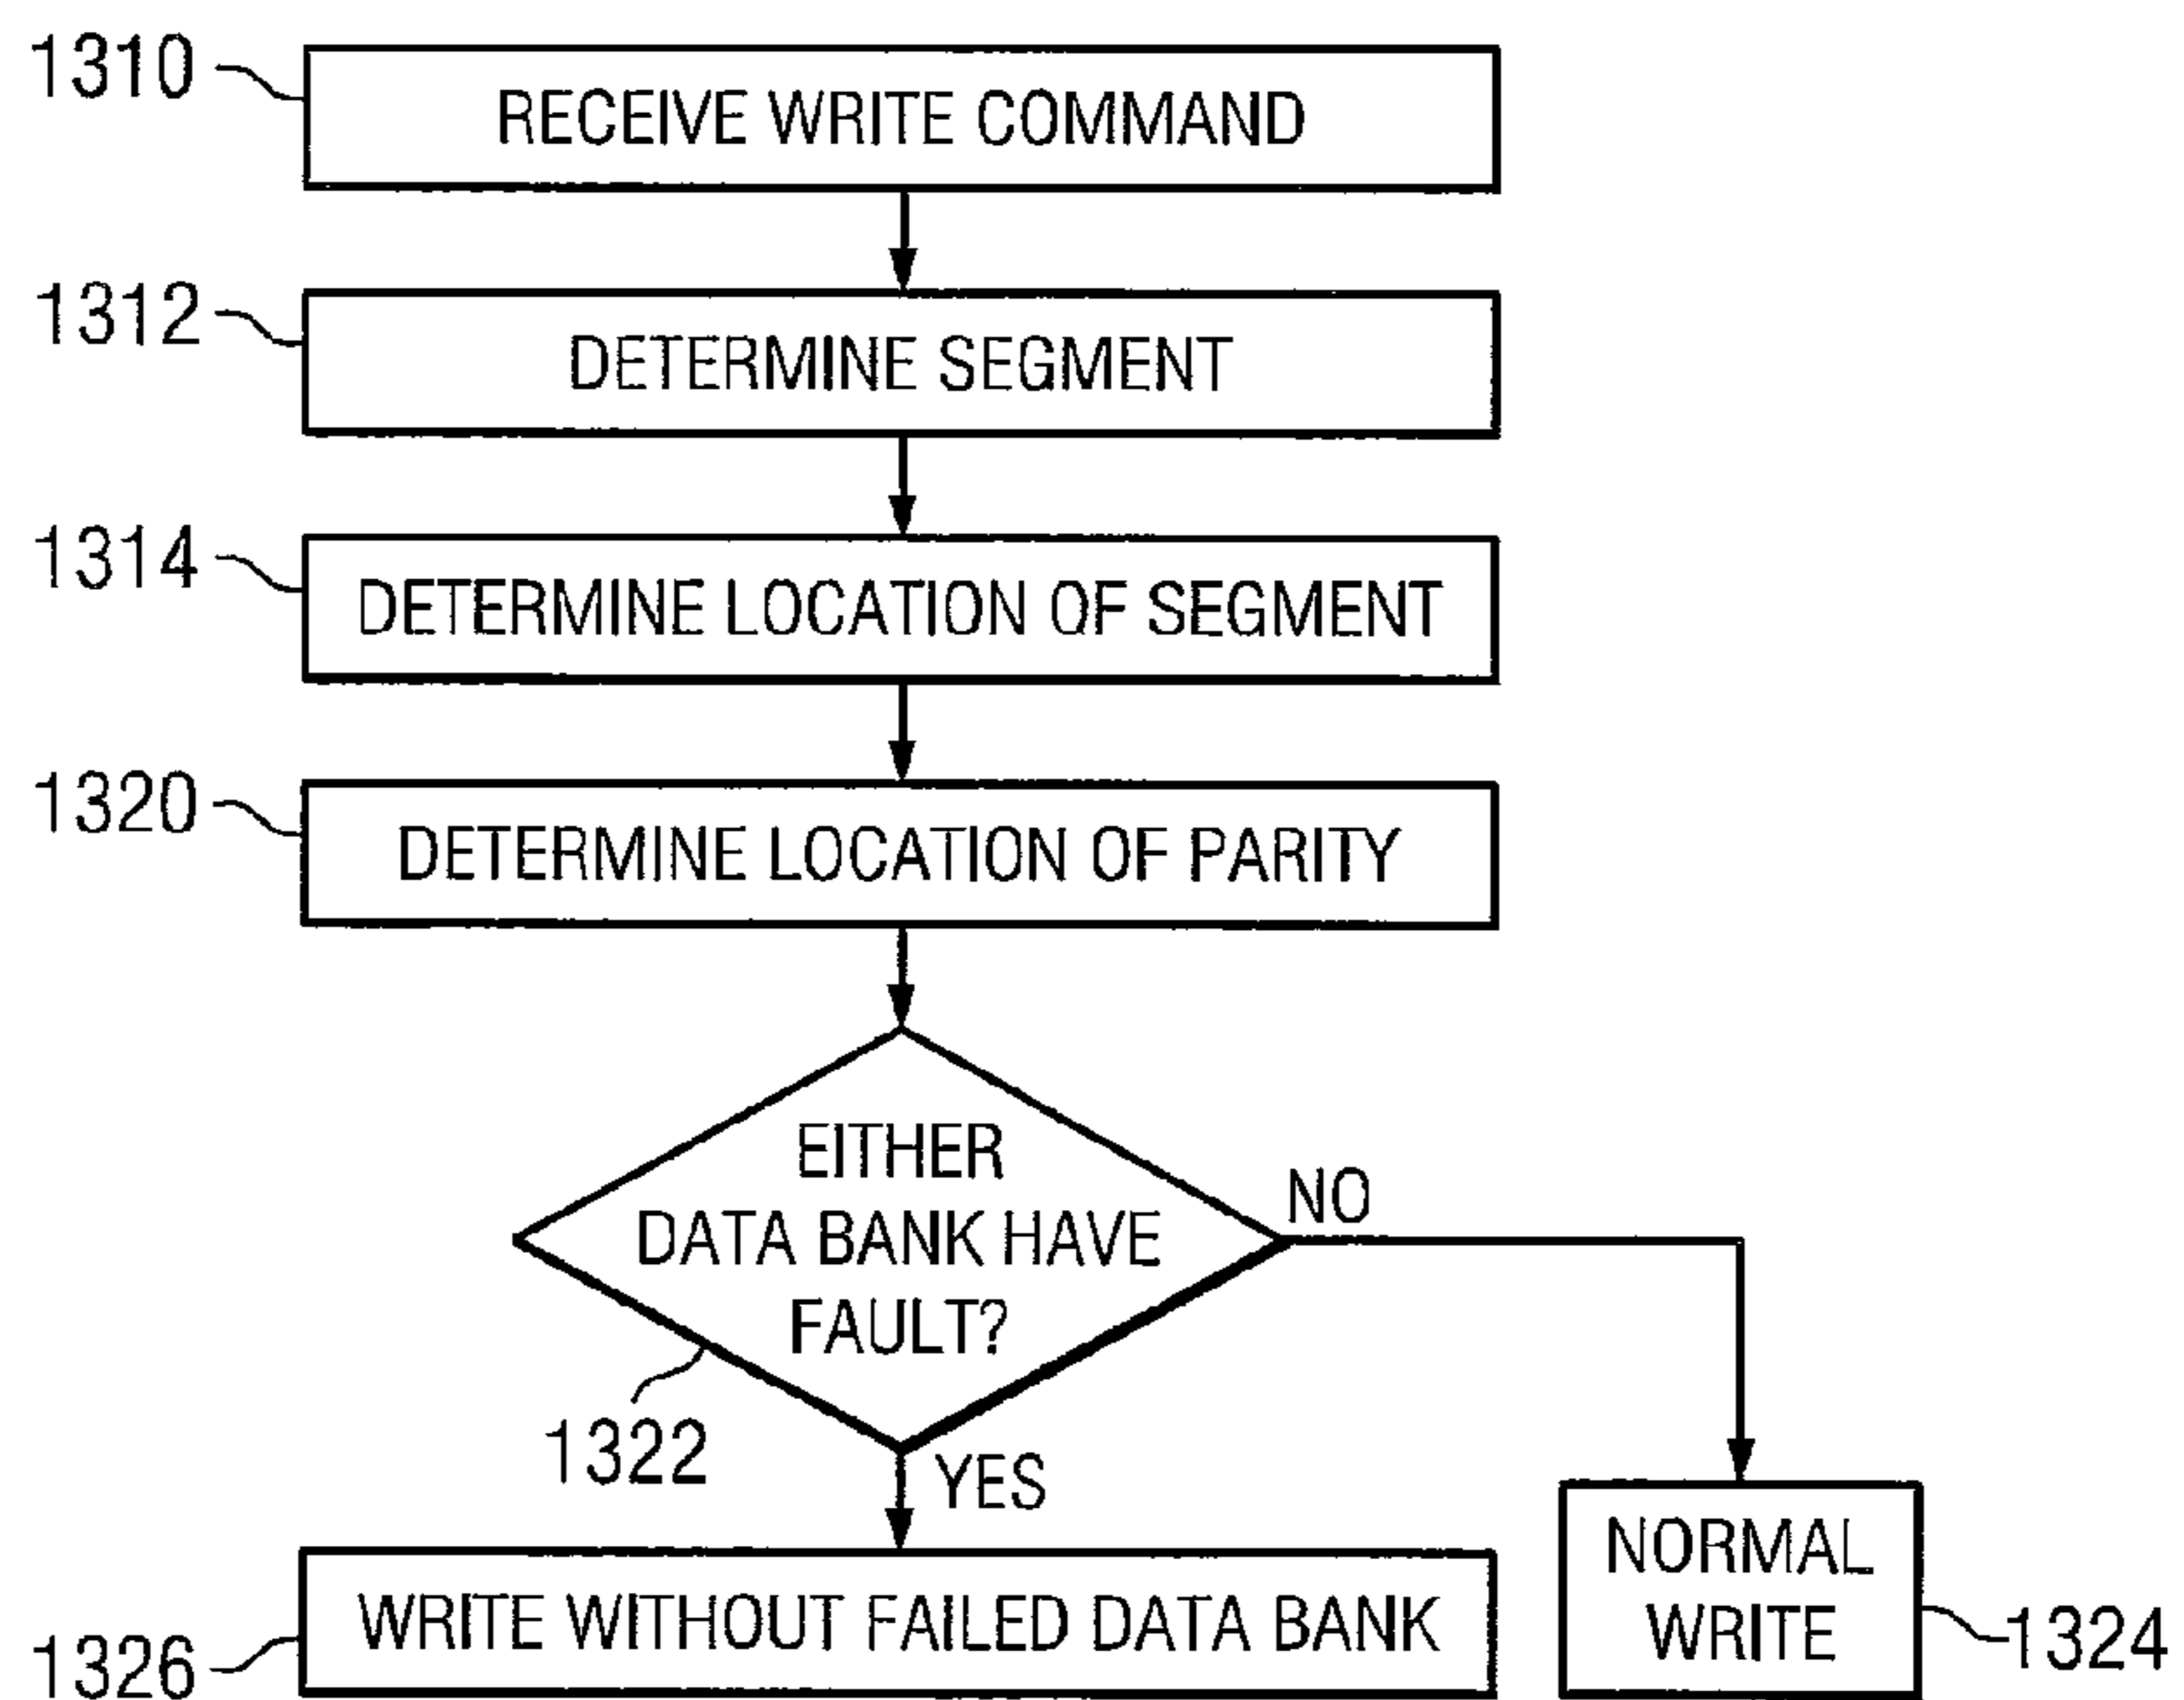 1310
RECEIVE WRITE COMMAND
1312
DETERMINE SEGMENT
1314
DETERMINE LOCATION OF SEGMENT
1320
DETERMINE LOCATION OF PARITY
EITHER
DATA BANK HAVE
FAULT?
NO
1322
YES
NORMAL
WRITE
1324
1326
WRITE WITHOUT FAILED DATA BANK